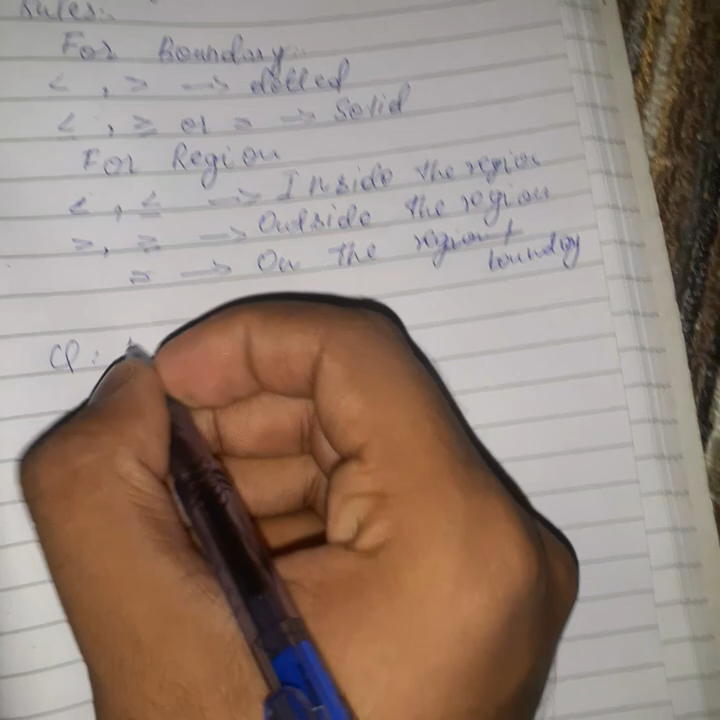 Rules:
For Boundary:
<, > → dotted
≤, ≥ or = → Solid
For Region
<, ≤ → Inside the region
>, ≥ → Outside the region
= → On the region boundary
Q: